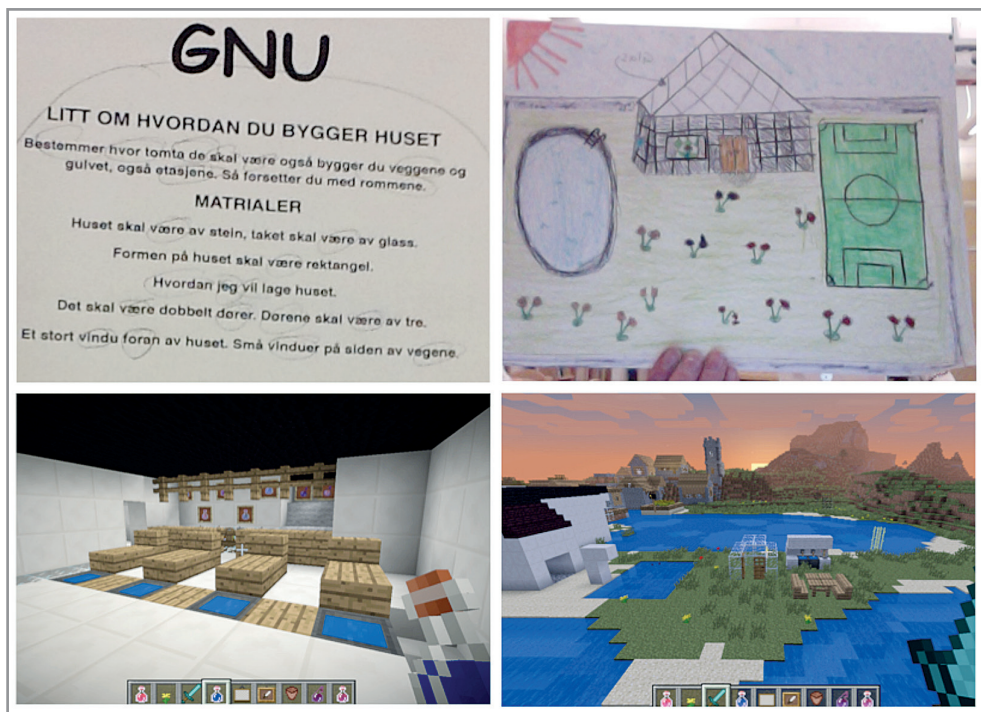 GNU
LITT OM HVORDAN DU BYGGER HUSET
Bestemmer hvor tomta de skal være også bygger du veggene og
gulvet, også etasjene. Så forsetter du med rommene.
MATRIALER
Huset skal være av stein, taket skal være av glass.
Formen på huset skal være rektangel.
Hvordan jeg vil lage huset.
Det skal være dobbelt dører. Dørene skal være av tre.
Et stort vindu foran av huset. Små vinduer på siden av vegene.